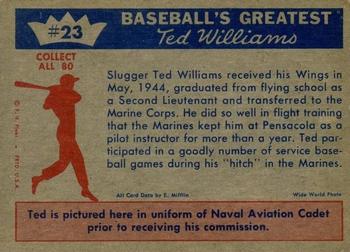 #23
BASEBALL'S GREATEST
Ted Williams
COLLECT
ALL 80
Slugger Ted Williams received his Wings in
May, 1944, graduated from flying school as
a Second Lieutenant and transferred to the
Marine Corps. He did so well in flight training
that the Marines kept him at Pensacola as
a pilot instructor for more than a year. Ted par-
ticipated in a goodly number of service base-
ball games during his "hitch" in the Marines.
All Card Data by E. Mifflin
Wide World Photo
Ted is pictured here in uniform of Naval Aviation Cadet
prior to receiving his commission.